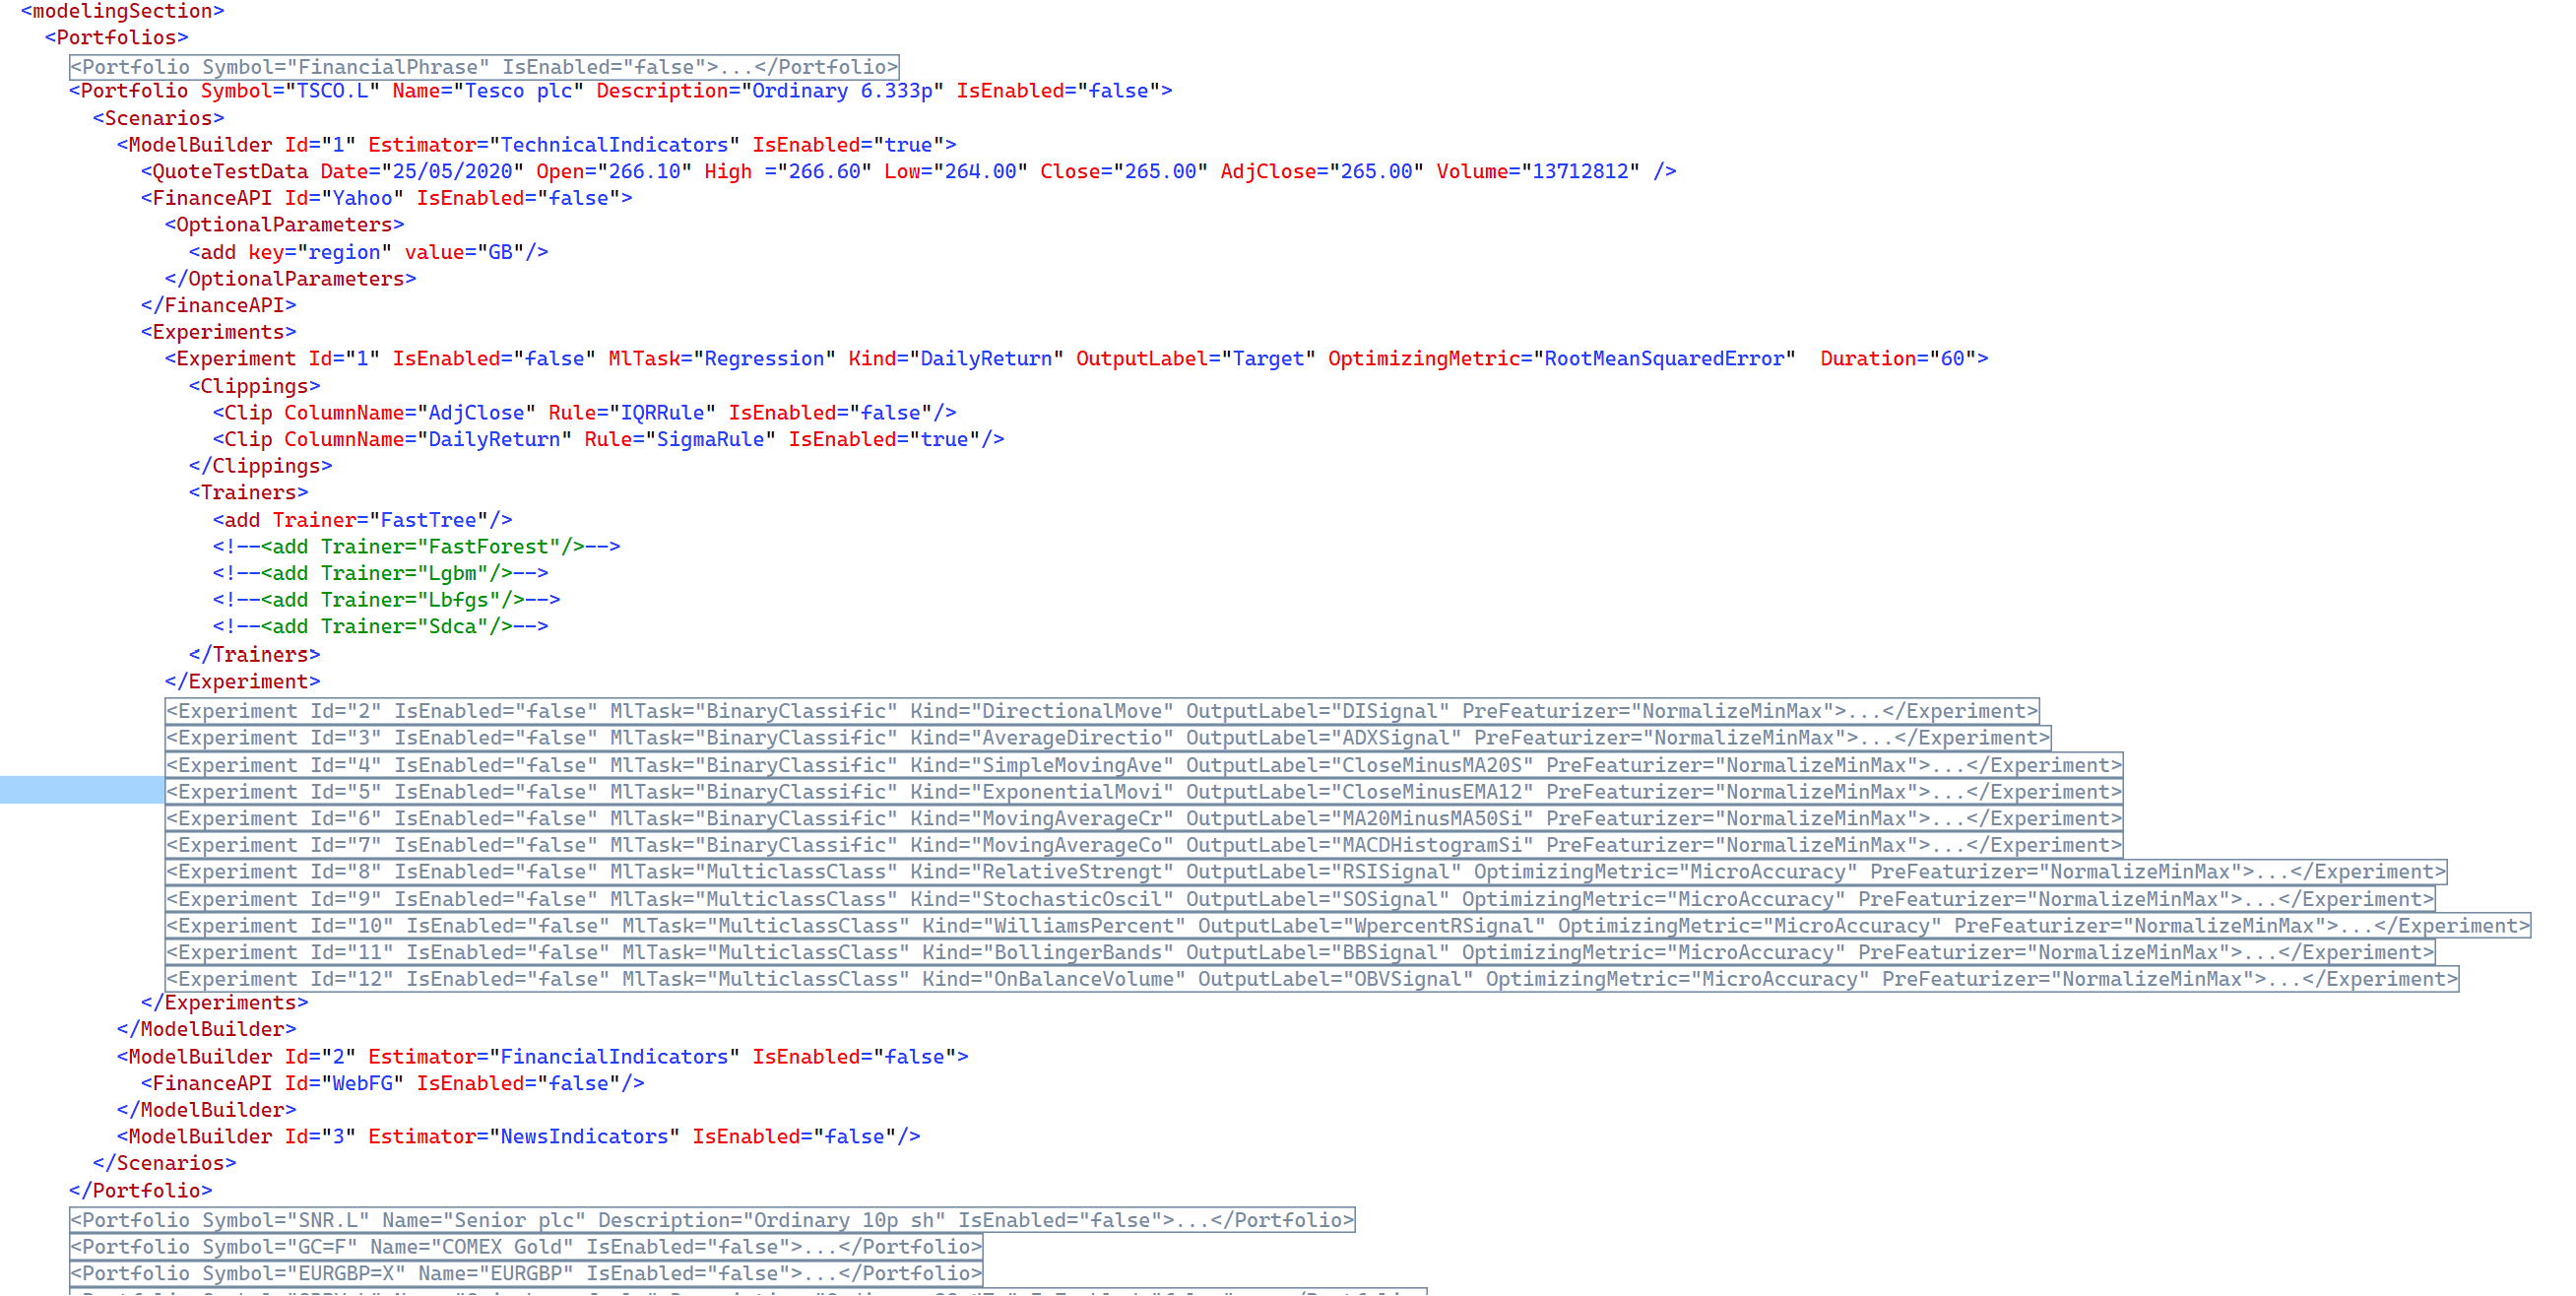 <modelingSection>
<Portfolios>
<Portfolio Symbol="FinancialPhrase" IsEnabled="false">...</Portfolio>
<Portfolio Symbol="TSCO.L" Name="Tesco plc" Description="Ordinary 6.333p" IsEnabled="false">
<Scenarios>
<ModelBuilder Id="1" Estimator="TechnicalIndicators" IsEnabled="true">
<QuoteTestData Date="25/05/2020" Open="266.10" High ="266.60" Low="264.00" Close="265.00" AdjClose="265.00" Volume="13712812" />
<FinanceAPI Id="Yahoo" IsEnabled="false">
<OptionalParameters>
<add key="region" value="GB"/>
</OptionalParameters>
</FinanceAPI>
<Experiments>
<Experiment Id="1" IsEnabled="false" MlTask="Regression" Kind="DailyReturn" OutputLabel="Target" OptimizingMetric="RootMeanSquaredError"  Duration="60">
<Clippings>
<Clip ColumnName="AdjClose" Rule="IQRRule" IsEnabled="false"/>
<Clip ColumnName="DailyReturn" Rule="SigmaRule" IsEnabled="true"/>
</Clippings>
<Trainers>
<add Trainer="FastTree"/>
<!--<add Trainer="FastForest"/>-->
<!--<add Trainer="Lgbm"/>-->
<!--<add Trainer="Lbfgs"/>-->
<!--<add Trainer="Sdca"/>-->
</Trainers>
</Experiment>
<Experiment Id="2" IsEnabled="false" MlTask="BinaryClassific" Kind="DirectionalMove" OutputLabel="DISignal" PreFeaturizer="NormalizeMinMax">...</Experiment>
<Experiment Id="3" IsEnabled="false" MlTask="BinaryClassific" Kind="AverageDirectio" OutputLabel="ADXSignal" PreFeaturizer="NormalizeMinMax">...</Experiment>
<Experiment Id="4" IsEnabled="false" MlTask="BinaryClassific" Kind="SimpleMovingAve" OutputLabel="CloseMinusMA20S" PreFeaturizer="NormalizeMinMax">...</Experiment>
<Experiment Id="5" IsEnabled="false" MlTask="BinaryClassific" Kind="ExponentialMovi" OutputLabel="CloseMinusEMA12" PreFeaturizer="NormalizeMinMax">...</Experiment>
<Experiment Id="6" IsEnabled="false" MlTask="BinaryClassific" Kind="MovingAverageCr" OutputLabel="MA20MinusMA50Si" PreFeaturizer="NormalizeMinMax">...</Experiment>
<Experiment Id="7" IsEnabled="false" MlTask="BinaryClassific" Kind="MovingAverageCo" OutputLabel="MACDHistogramSi" PreFeaturizer="NormalizeMinMax">...</Experiment>
<Experiment Id="8" IsEnabled="false" MlTask="MulticlassClass" Kind="RelativeStrengt" OutputLabel="RSISignal" OptimizingMetric="MicroAccuracy" PreFeaturizer="NormalizeMinMax">...</Experiment>
<Experiment Id="9" IsEnabled="false" MlTask="MulticlassClass" Kind="StochasticOscil" OutputLabel="SOSignal" OptimizingMetric="MicroAccuracy" PreFeaturizer="NormalizeMinMax">...</Experiment>
<Experiment Id="10" IsEnabled="false" MlTask="MulticlassClass" Kind="WilliamsPercent" OutputLabel="WpercentRSignal" OptimizingMetric="MicroAccuracy" PreFeaturizer="NormalizeMinMax">...</Experiment>
<Experiment Id="11" IsEnabled="false" MlTask="MulticlassClass" Kind="BollingerBands" OutputLabel="BBSignal" OptimizingMetric="MicroAccuracy" PreFeaturizer="NormalizeMinMax">...</Experiment>
<Experiment Id="12" IsEnabled="false" MlTask="MulticlassClass" Kind="OnBalanceVolume" OutputLabel="OBVSignal" OptimizingMetric="MicroAccuracy" PreFeaturizer="NormalizeMinMax">...</Experiment>
</Experiments>
</ModelBuilder>
<ModelBuilder Id="2" Estimator="FinancialIndicators" IsEnabled="false">
<FinanceAPI Id="WebFG" IsEnabled="false"/>
</ModelBuilder>
<ModelBuilder Id="3" Estimator="NewsIndicators" IsEnabled="false"/>
</Scenarios>
</Portfolio>
<Portfolio Symbol="SNR.L" Name="Senior plc" Description="Ordinary 10p sh" IsEnabled="false">...</Portfolio>
<Portfolio Symbol="GC=F" Name="COMEX Gold" IsEnabled="false">...</Portfolio>
<Portfolio Symbol="EURGBP=X" Name="EURGBP" IsEnabled="false">...</Portfolio>